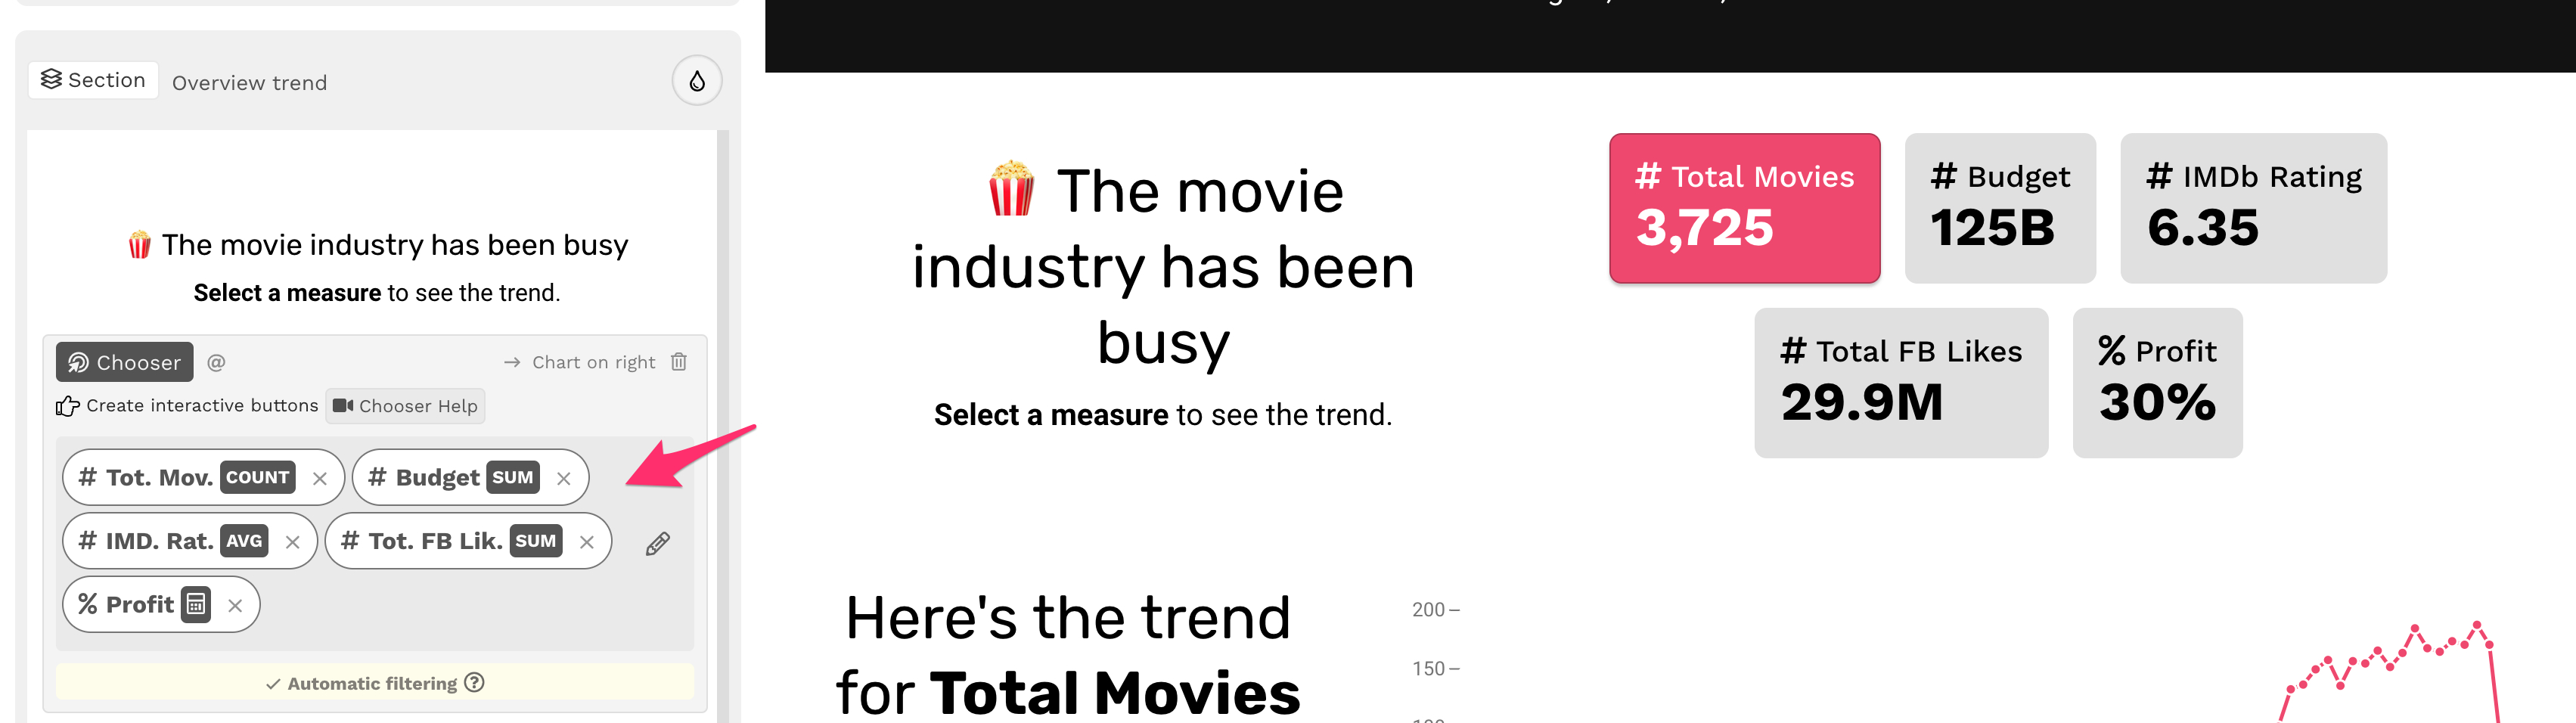 Section Overview trend
The movie industry has been busy
Select a measure to see the trend.
Chooser @ → Chart on right
Create interactive buttons Chooser Help
# Tot. Mov. COUNT × # Budget SUM ×
# IMD. Rat. AVG × # Tot. FB Lik. SUM ×
% Profit ×
✓ Automatic filtering ?
The movie
industry has been
busy
Select a measure to see the trend.
# Total Movies
3,725
# Budget
125B
# IMDb Rating
6.35
# Total FB Likes
29.9M
% Profit
30%
Here's the trend
for Total Movies
200
150